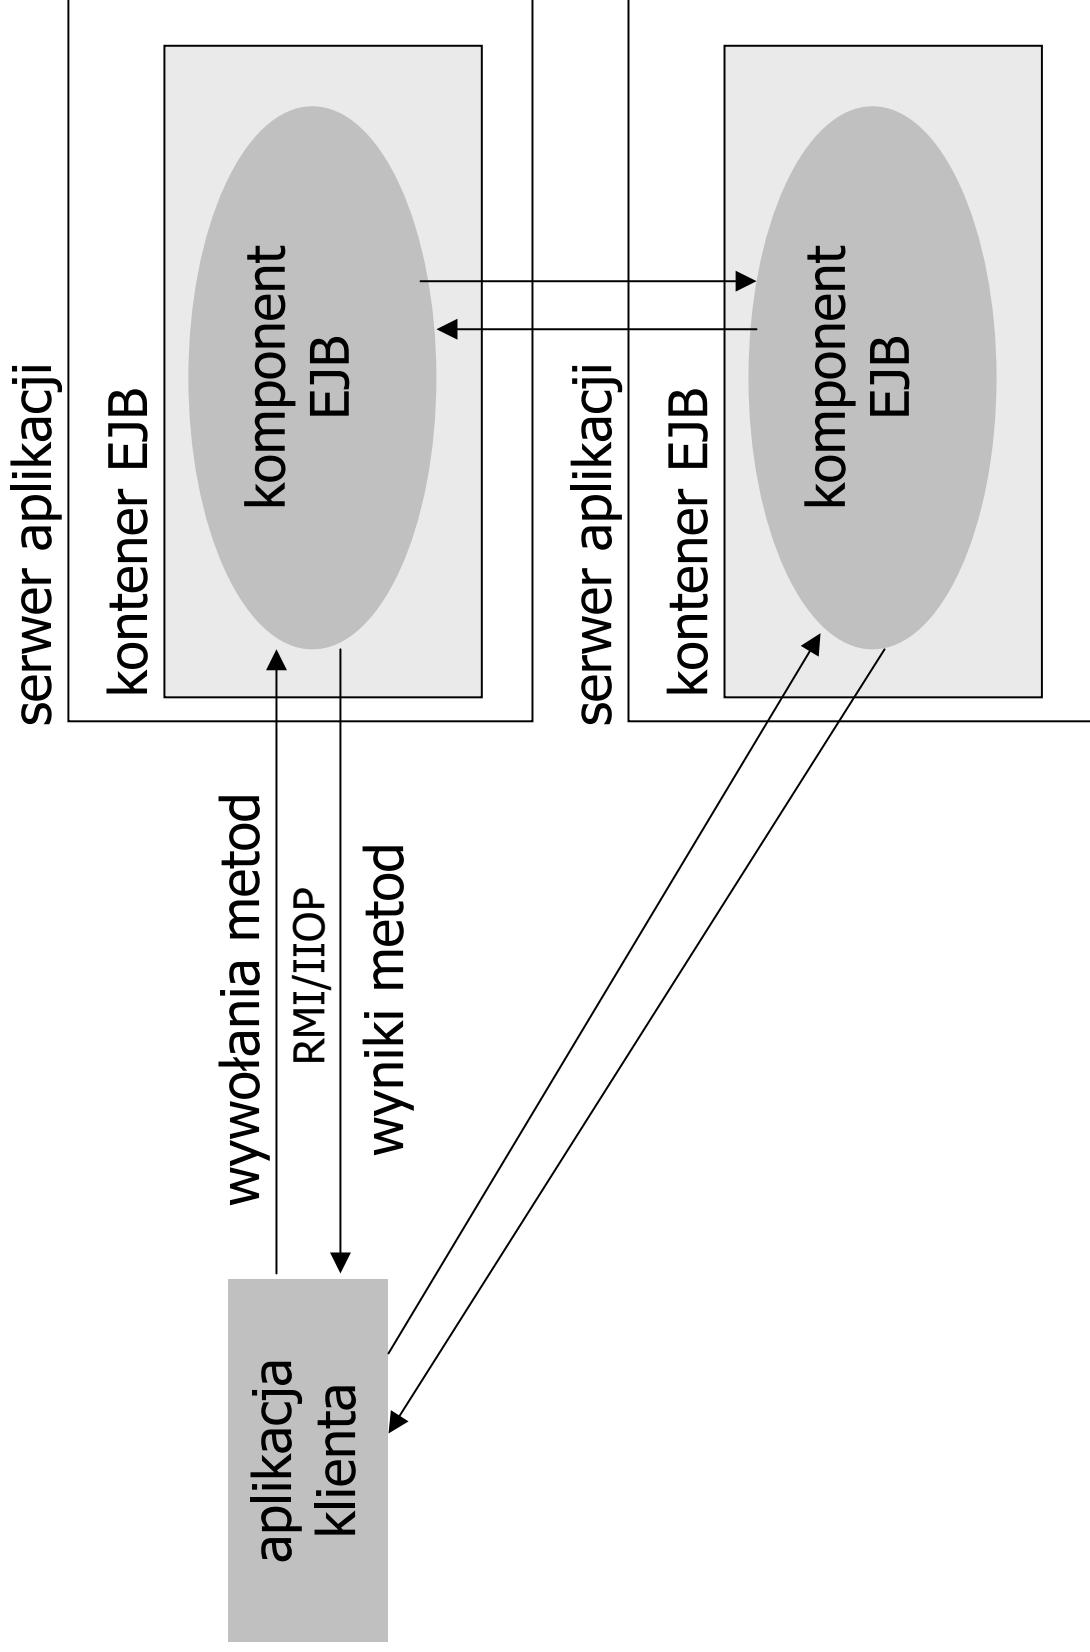 serwer aplikacji
kontener EJB
komponent
EJB
wywołania metod
RMI/IIOP
wyniki metod
aplikacja
klienta
serwer aplikacji
kontener EJB
komponent
EJB